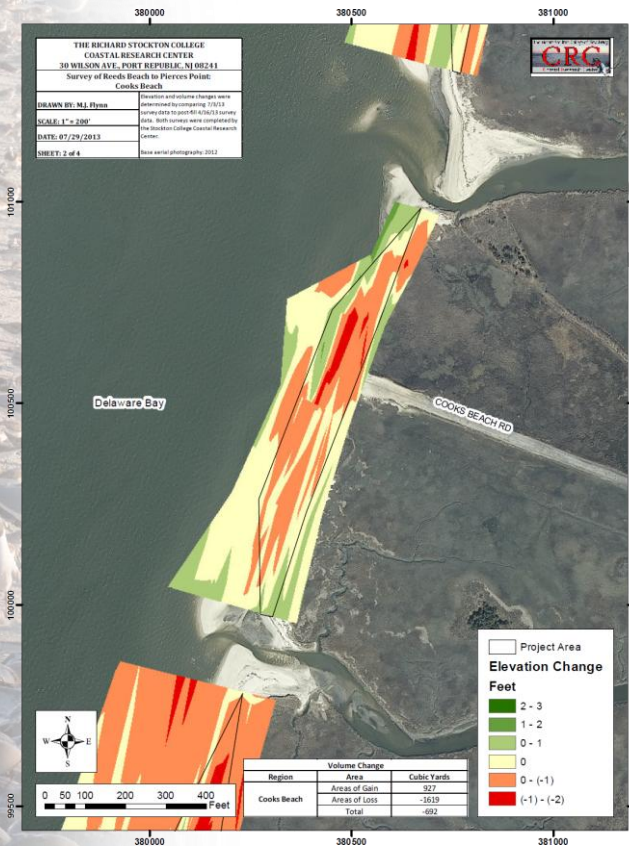 380000 380500 381000
THE RICHARD STOCKTON COLLEGE
COASTAL RESEARCH CENTER
30 WILSON AVE., PORT REPUBLIC, NJ 08241
Survey of Reeds Beach to Pierces Point:
Cooks Beach
DRAWN BY: M.J. Flynn
SCALE: 1" = 200'
DATE: 07/29/2013
SHEET: 2 of 4
Elevation and volume changes were
determined by comparing 7/3/13
survey data to post-fill 4/16/13 survey
data. Both surveys were completed by
the Stockton College Coastal Research
Center.
Base aerial photography: 2012
CRC
101000
100500
100000
99500
Delaware Bay
COOKS BEACH RD
Project Area
Elevation Change
Feet
2 - 3
1 - 2
0 - 1
0
0 - (-1)
(-1) - (-2)
N
W E
S
0 50 100 200 300 400
Feet
Volume Change
Region Area Cubic Yards
Cooks Beach
Areas of Gain 927
Areas of Loss -1619
Total -692
380000 380500 381000